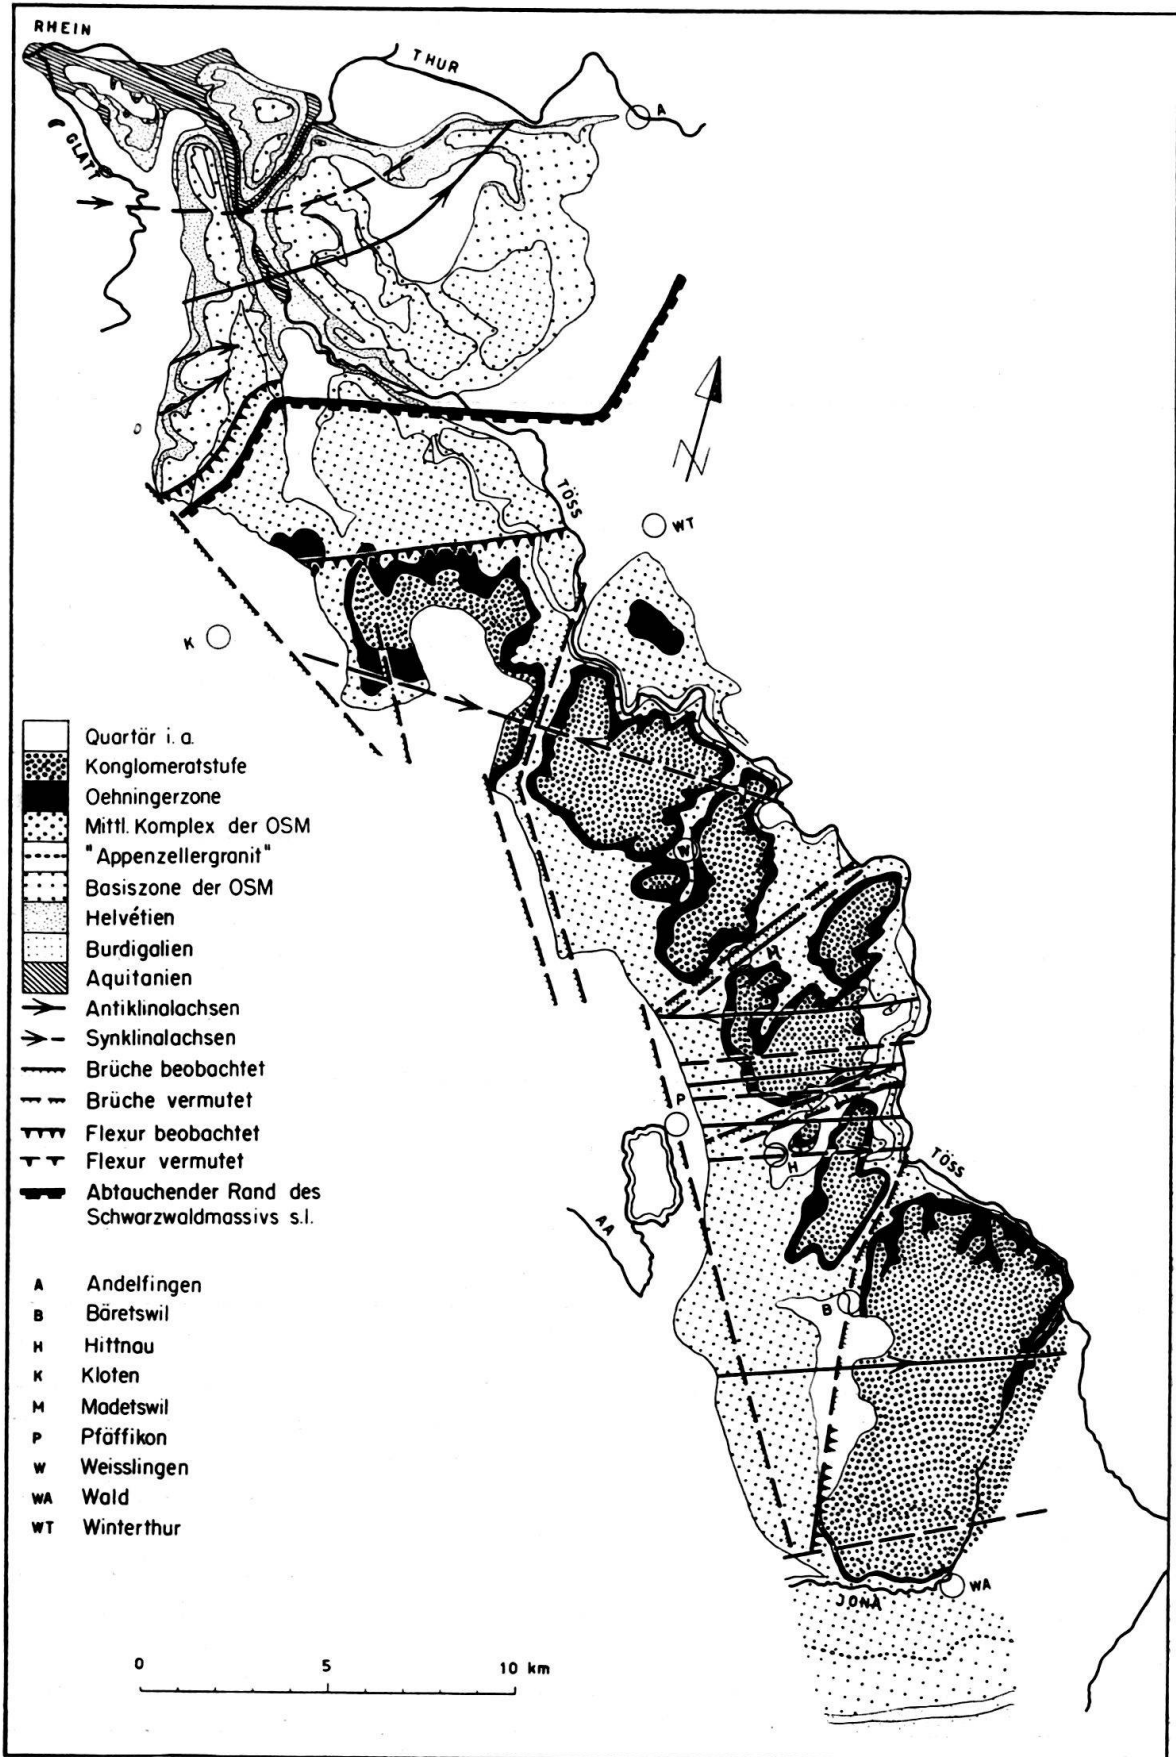 RHEIN
THUR
A
GLATT
N
TÖSS
WT
K
W
M
P
H
TÖSS
AA
B
WA
JONA
Quartär i. a.
Konglomeratstufe
Oehningerzone
Mittl. Komplex der OSM
"Appenzellergranit"
Basiszone der OSM
Helvétien
Burdigalien
Aquitanien
Antiklinalachsen
Synklinalachsen
Brüche beobachtet
Brüche vermutet
Flexur beobachtet
Flexur vermutet
Abtauchender Rand des
Schwarzwaldmassivs s.l.
A Andelfingen
B Bäretswil
H Hittnau
K Kloten
M Madetswil
P Pfäffikon
W Weisslingen
WA Wald
WT Winterthur
0 5 10 km